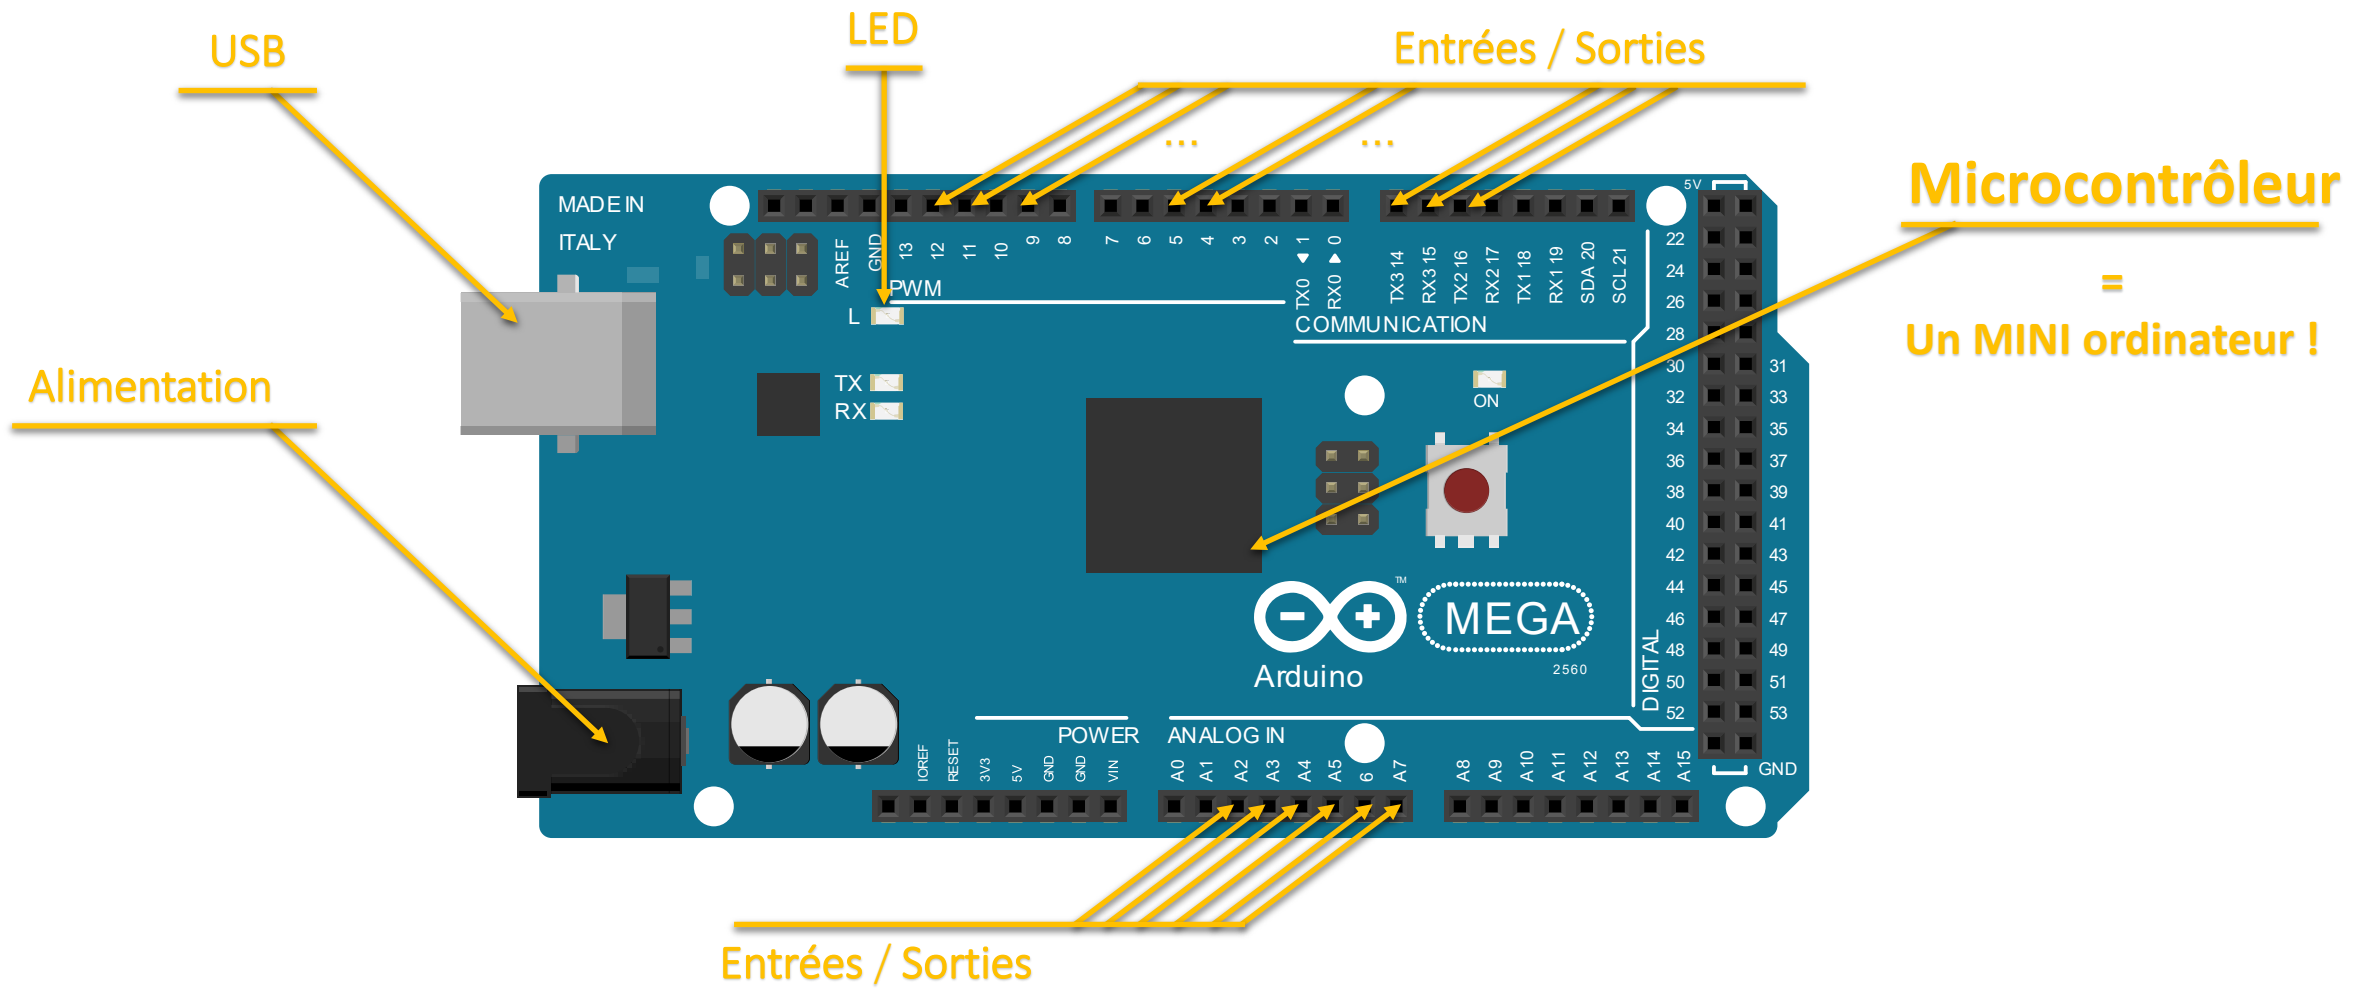 USB
LED
Entrées / Sorties
... ...
Microcontrôleur
=
Un MINI ordinateur !
Alimentation
MADE IN
ITALY
AREF
GND
13
12
11
10
9
8
7
6
5
4
3
2
TX0 1
RX0 0
PWM
TX3 14
RX3 15
TX2 16
RX2 17
TX1 18
RX1 19
SDA 20
SCL 21
COMMUNICATION
L
TX
RX
ON
5V
22
24
26
28
30 31
32 33
34 35
36 37
38 39
40 41
42 43
44 45
46 47
48 49
50 51
52 53
GND
DIGITAL
TM
MEGA
Arduino
2560
POWER
ANALOG IN
IOREF
RESET
3V3
5V
GND
GND
VIN
A0
A1
A2
A3
A4
A5
6
A7
A8
A9
A10
A11
A12
A13
A14
A15
Entrées / Sorties